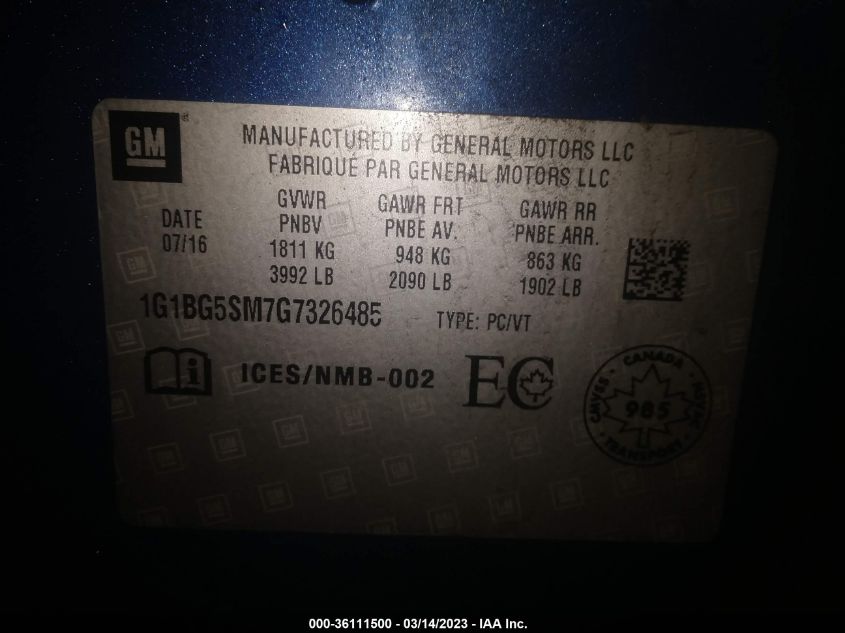 GM
MANUFACTURED BY GENERAL MOTORS LLC
FABRIQUÉ PAR GENERAL MOTORS LLC
DATE
07/16
GVWR
PNBV
1811 KG
3992 LB
GAWR FRT
PNBE AV.
948 KG
2090 LB
GAWR RR
PNBE ARR.
863 KG
1902 LB
1G1BG5SM7G7326485
TYPE: PC/VT
ICES/NMB-002
EC
CANADA
CMVSS
985
NSVAC
TRANSPORT
000-36111500 - 03/14/2023 - IAA Inc.